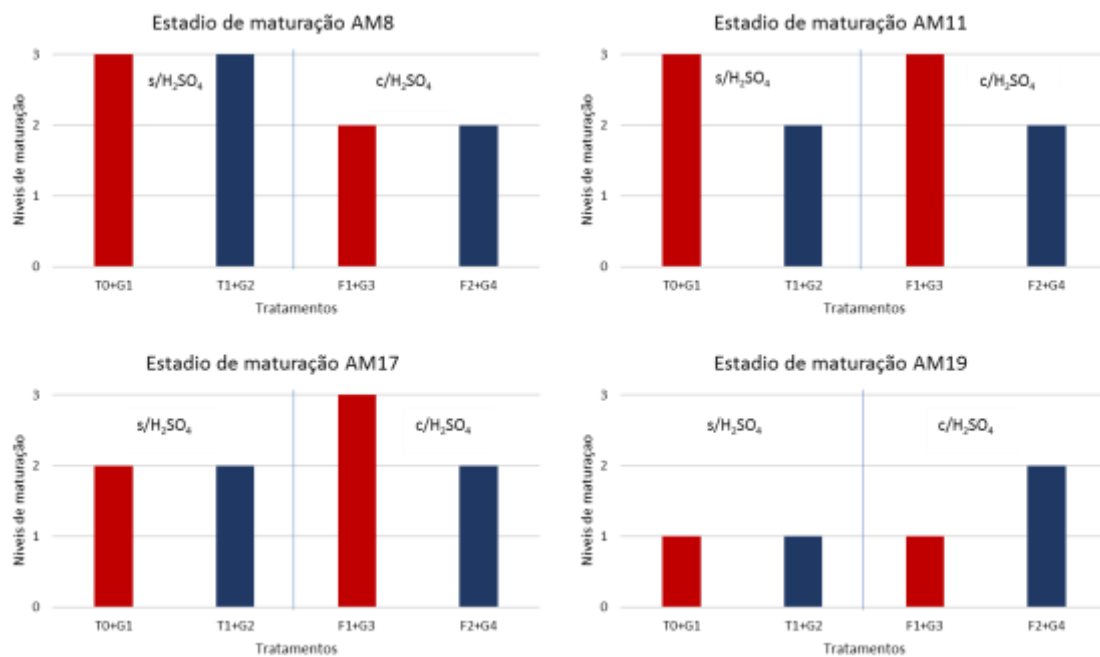 Estadio de maturação AM8
Níveis de maturação
3
2
1
0
s/H₂SO₄
c/H₂SO₄
T0+G1
T1+G2
F1+G3
F2+G4
Tratamentos
Estadio de maturação AM11
Níveis de maturação
3
2
1
0
s/H₂SO₄
c/H₂SO₄
T0+G1
T1+G2
F1+G3
F2+G4
Tratamentos
Estadio de maturação AM17
Níveis de maturação
3
2
1
0
s/H₂SO₄
c/H₂SO₄
T0+G1
T1+G2
F1+G3
F2+G4
Tratamentos
Estadio de maturação AM19
Níveis de maturação
3
2
1
0
s/H₂SO₄
c/H₂SO₄
T0+G1
T1+G2
F1+G3
F2+G4
Tratamentos